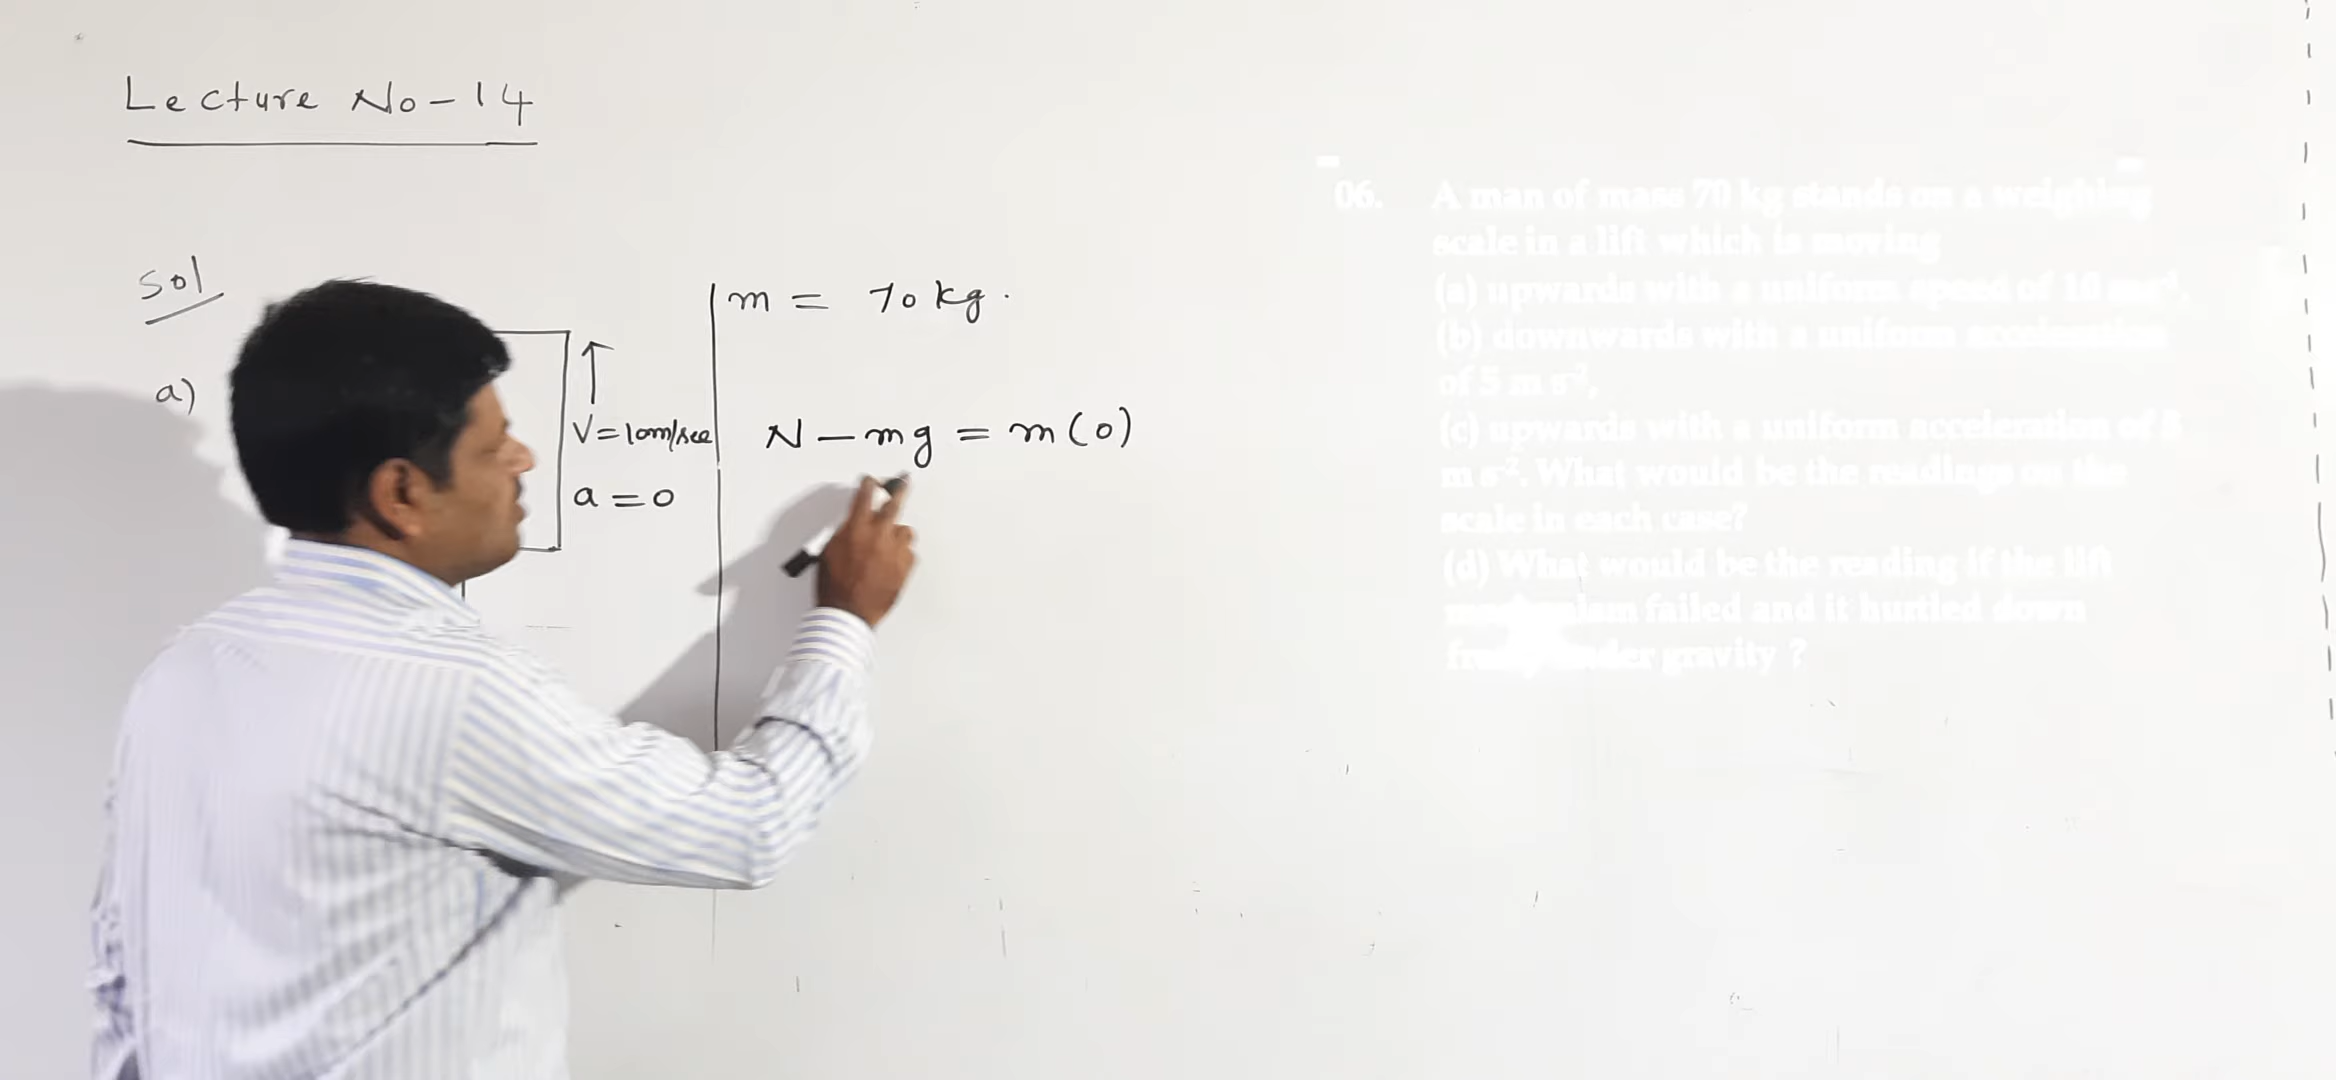 Lecture No-14
Sol
a)
V=10m/sec
a=0
m = 70 kg.
N-mg = m(0)
06. A man of mass 70 kg stands on a weighing
scale in a lift which is moving
(a) upwards with a uniform speed of 10
(b) downwards with a uniform acceleration
of 5 m s⁻²,
(c) upwards with a uniform acceleration of 5
m s⁻². What would be the readings on the
scale in each case?
(d) What would be the reading if the lift
failed and it hurtled down
gravity ?